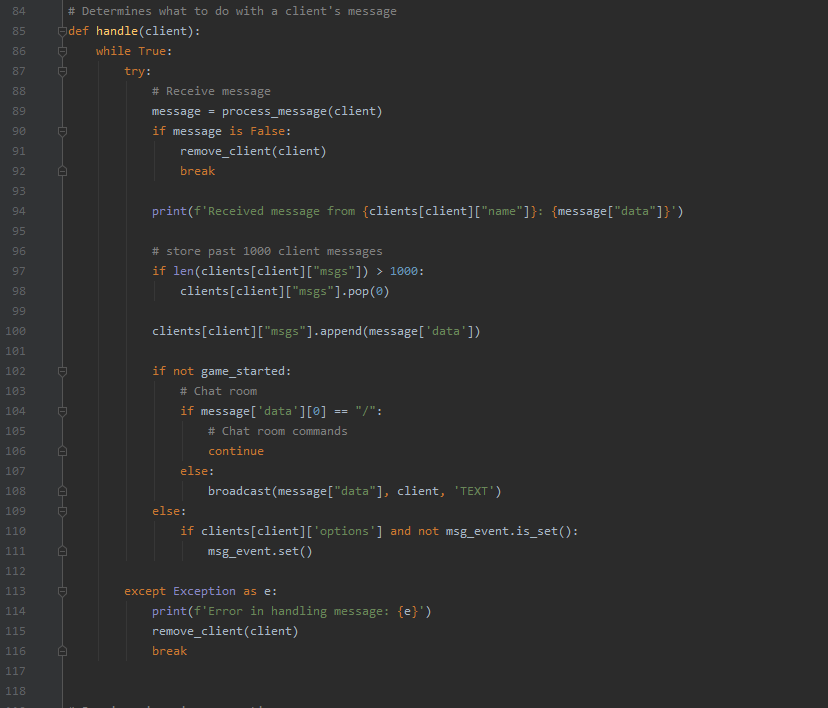 84 # Determines what to do with a client's message
85 def handle(client):
86     while True:
87         try:
88             # Receive message
89             message = process_message(client)
90             if message is False:
91                 remove_client(client)
92                 break
93
94             print(f'Received message from {clients[client]["name"]}: {message["data"]}')
95
96             # store past 1000 client messages
97             if len(clients[client]["msgs"]) > 1000:
98                 clients[client]["msgs"].pop(0)
99
100             clients[client]["msgs"].append(message['data'])
101
102             if not game_started:
103                 # Chat room
104                 if message['data'][0] == "/":
105                     # Chat room commands
106                     continue
107                 else:
108                     broadcast(message["data"], client, 'TEXT')
109             else:
110                 if clients[client]['options'] and not msg_event.is_set():
111                     msg_event.set()
112
113         except Exception as e:
114             print(f'Error in handling message: {e}')
115             remove_client(client)
116             break
117
118